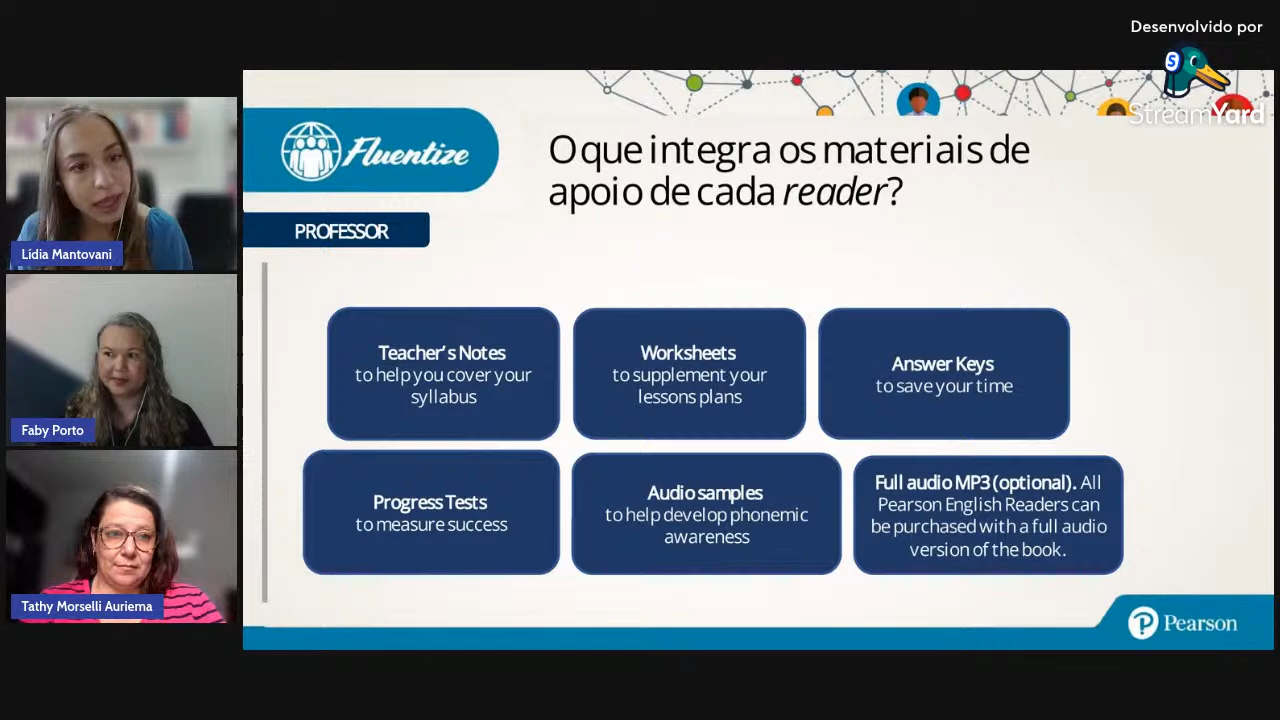 Desenvolvido por
StreamYard
Fluentize
O que integra os materiais de
apoio de cada reader?
PROFESSOR
Lídia Mantovani
Faby Porto
Tathy Morselli Auriema
Teacher's Notes
to help you cover your
syllabus
Worksheets
to supplement your
lessons plans
Answer Keys
to save your time
Progress Tests
to measure success
Audio samples
to help develop phonemic
awareness
Full audio MP3 (optional). All
Pearson English Readers can
be purchased with a full audio
version of the book.
Pearson